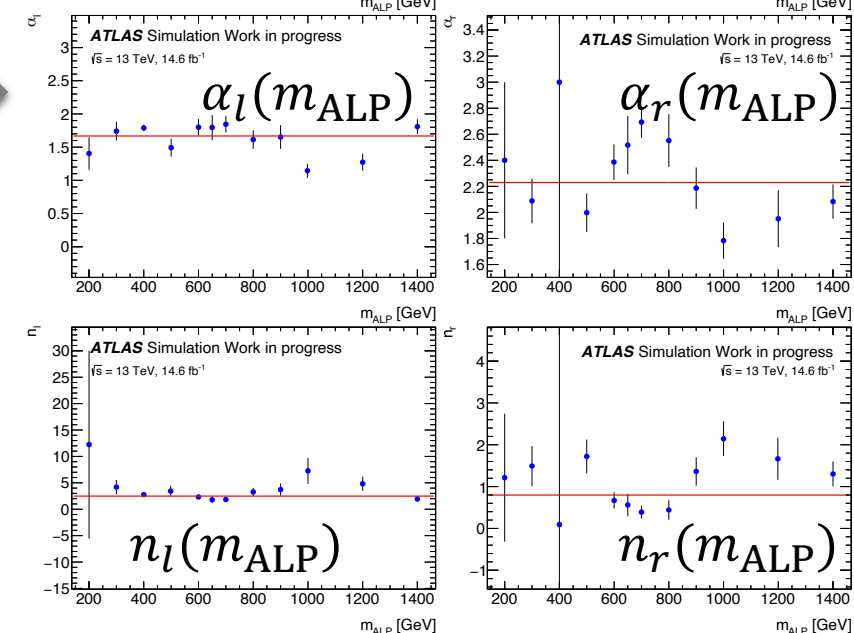 m_ALP [GeV]
m_ALP [GeV]
α_l
ATLAS Simulation Work in progress
√s = 13 TeV, 14.6 fb⁻¹
α_l(m_ALP)
3
2.5
2
1.5
1
0.5
0
200 400 600 800 1000 1200 1400
m_ALP [GeV]
α_r
ATLAS Simulation Work in progress
√s = 13 TeV, 14.6 fb⁻¹
α_r(m_ALP)
3.4
3.2
3
2.8
2.6
2.4
2.2
2
1.8
1.6
200 400 600 800 1000 1200 1400
m_ALP [GeV]
n_l
ATLAS Simulation Work in progress
√s = 13 TeV, 14.6 fb⁻¹
30
25
20
15
10
5
0
−5
−10
−15
n_l(m_ALP)
200 400 600 800 1000 1200 1400
m_ALP [GeV]
n_r
ATLAS Simulation Work in progress
√s = 13 TeV, 14.6 fb⁻¹
4
3
2
1
0
−1
n_r(m_ALP)
200 400 600 800 1000 1200 1400
m_ALP [GeV]